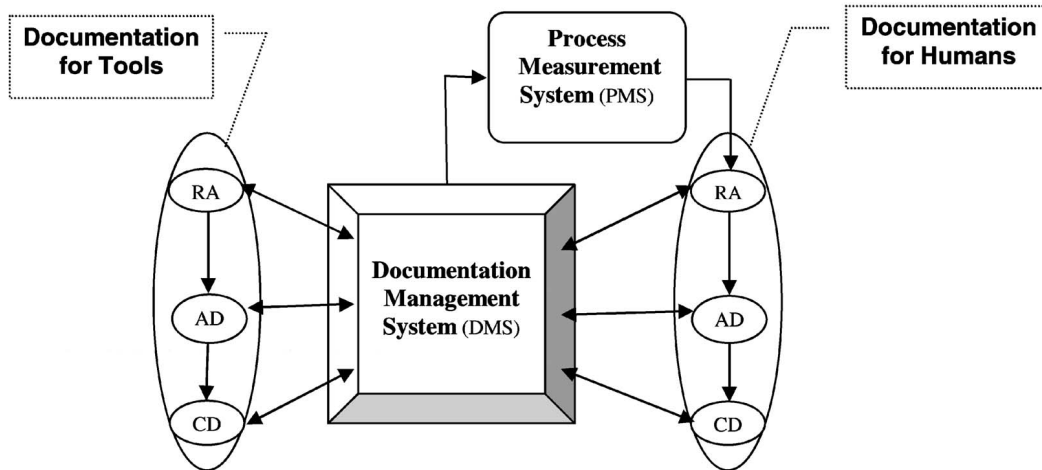 Documentation
for Tools
Process
Measurement
System (PMS)
Documentation
for Humans
RA
AD
CD
Documentation
Management
System (DMS)
RA
AD
CD